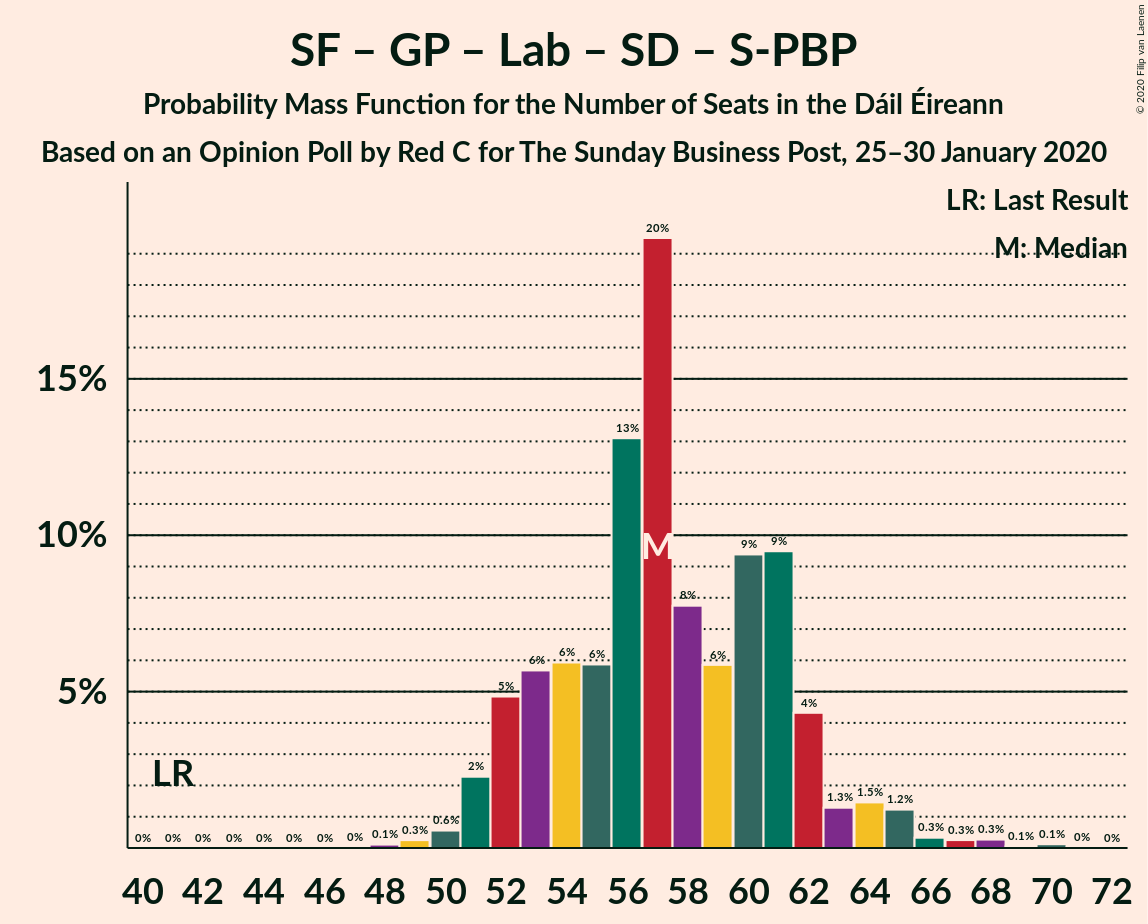 SF – GP – Lab – SD – S-PBP
Probability Mass Function for the Number of Seats in the Dáil Éireann
Based on an Opinion Poll by Red C for The Sunday Business Post, 25–30 January 2020
© 2020 Filip van Laenen
LR: Last Result
M: Median
20%
15%
13%
10%
M
9% 9%
8%
6% 6% 6% 6%
5%
5%
4%
LR
2%
0% 0% 0% 0% 0% 0% 0% 0% 0.1% 0.3% 0.6% 1.3% 1.5% 1.2% 0.3% 0.3% 0.3% 0.1% 0.1% 0% 0%
40 42 44 46 48 50 52 54 56 58 60 62 64 66 68 70 72